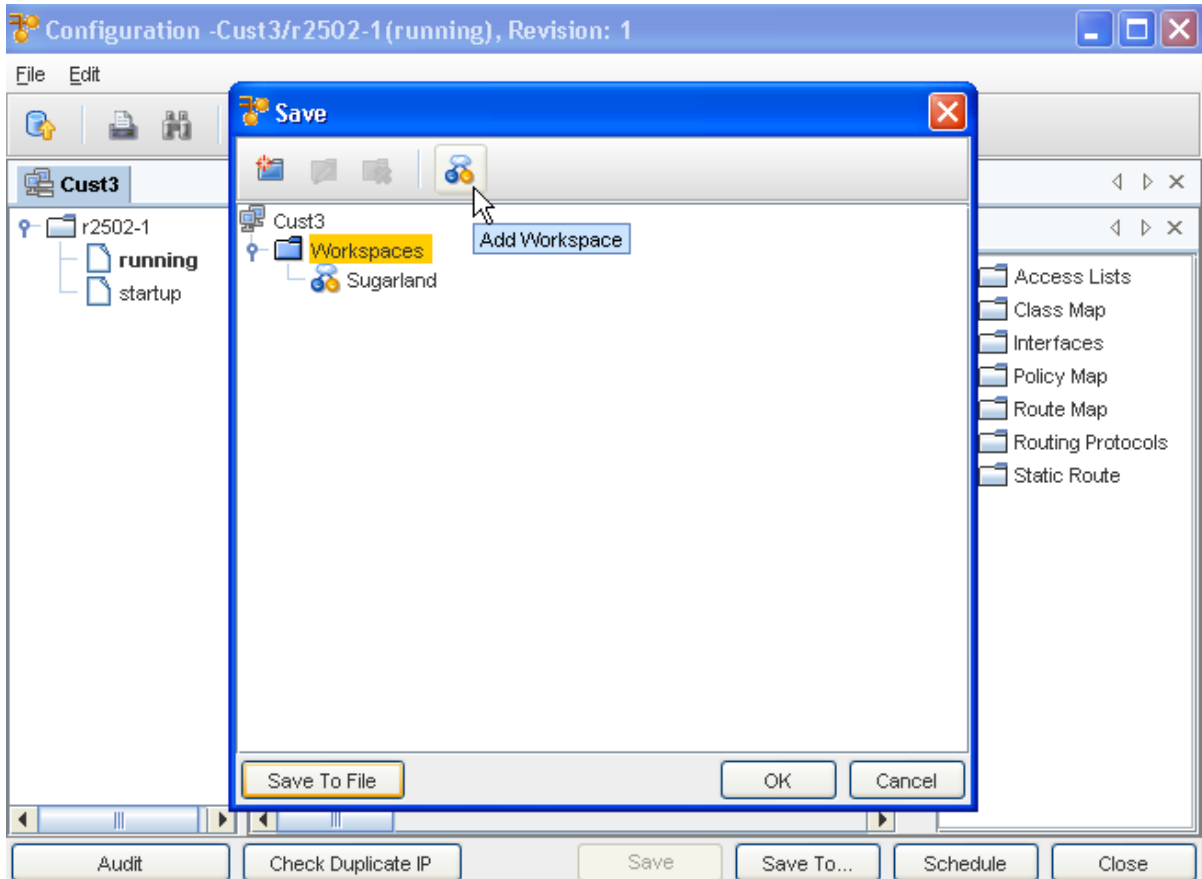 Configuration -Cust3/r2502-1(running), Revision: 1
File Edit
Save
Cust3
r2502-1
running
startup
Cust3
Workspaces
Sugarland
Add Workspace
Access Lists
Class Map
Interfaces
Policy Map
Route Map
Routing Protocols
Static Route
Save To File OK Cancel
Audit Check Duplicate IP Save Save To... Schedule Close